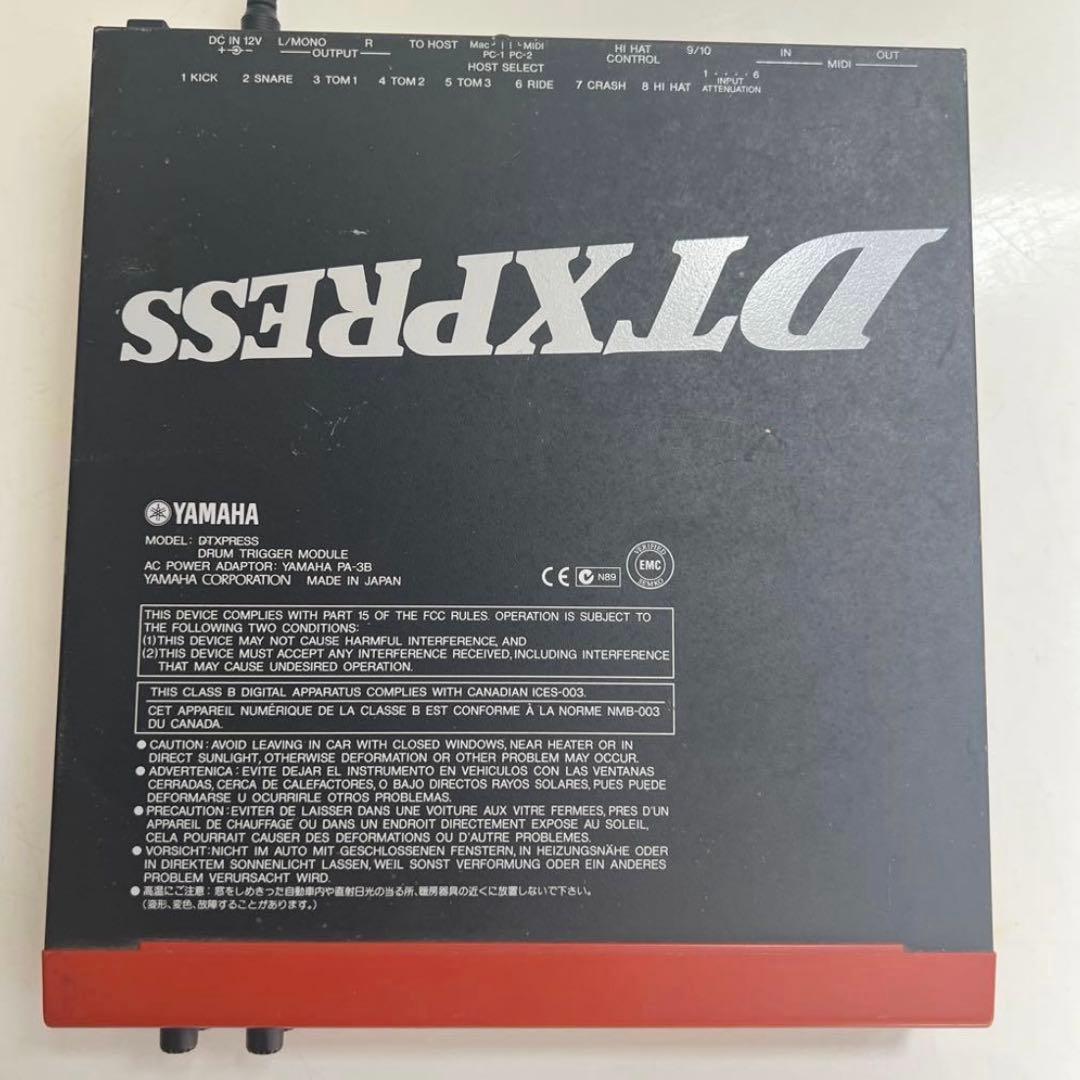 DC IN 12V L/MONO R TO HOST Mac MIDI HI HAT 9/10 IN OUT
OUTPUT PC-1 PC-2 CONTROL MIDI
HOST SELECT
1 KICK 2 SNARE 3 TOM 1 4 TOM 2 5 TOM 3 6 RIDE 7 CRASH 8 HI HAT 1 . . . . 6
INPUT
ATTENUATION
DTXPRESS
YAMAHA
MODEL: DTXPRESS
DRUM TRIGGER MODULE
AC POWER ADAPTOR: YAMAHA PA-3B
YAMAHA CORPORATION MADE IN JAPAN
CE N89 VERIFIED EMC SEMKO
THIS DEVICE COMPLIES WITH PART 15 OF THE FCC RULES. OPERATION IS SUBJECT TO
THE FOLLOWING TWO CONDITIONS:
(1)THIS DEVICE MAY NOT CAUSE HARMFUL INTERFERENCE, AND
(2)THIS DEVICE MUST ACCEPT ANY INTERFERENCE RECEIVED, INCLUDING INTERFERENCE
THAT MAY CAUSE UNDESIRED OPERATION.
THIS CLASS B DIGITAL APPARATUS COMPLIES WITH CANADIAN ICES-003.
CET APPAREIL NUMÉRIQUE DE LA CLASSE B EST CONFORME À LA NORME NMB-003
DU CANADA.
● CAUTION: AVOID LEAVING IN CAR WITH CLOSED WINDOWS, NEAR HEATER OR IN
DIRECT SUNLIGHT, OTHERWISE DEFORMATION OR OTHER PROBLEM MAY OCCUR.
● ADVERTENICA: EVITE DEJAR EL INSTRUMENTO EN VEHICULOS CON LAS VENTANAS
CERRADAS, CERCA DE CALEFACTORES, O BAJO DIRECTOS RAYOS SOLARES, PUES PUEDE
DEFORMARSE U OCURRIRLE OTROS PROBLEMAS.
● PRECAUTION: EVITER DE LAISSER DANS UNE VOITURE AUX VITRE FERMEES, PRES D'UN
APPAREIL DE CHAUFFAGE OU DANS UN ENDROIT DIRECTEMENT EXPOSE AU SOLEIL,
CELA POURRAIT CAUSER DES DEFORMATIONS OU D'AUTRE PROBLEMES.
● VORSICHT: NICHT IM AUTO MIT GESCHLOSSENEN FENSTERN, IN HEIZUNGSNÄHE ODER
IN DIREKTEM SONNENLICHT LASSEN, WEIL SONST VERFORMUNG ODER EIN ANDERES
PROBLEM VERURSACHT WIRD.
● 高温にご注意：窓をしめきった自動車内や直射日光の当る所、暖房器具の近くに放置しないで下さい。
(変形、変色、故障することがあります。)